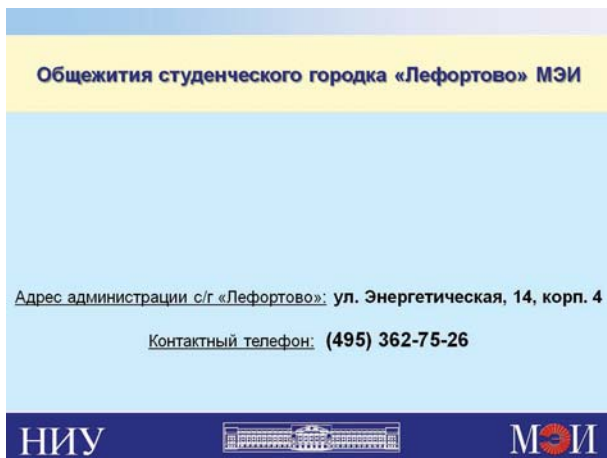 Общежития студенческого городка «Лефортово» МЭИ
Адрес администрации с/г «Лефортово»: ул. Энергетическая, 14, корп. 4
Контактный телефон: (495) 362-75-26
НИУ МЭИ